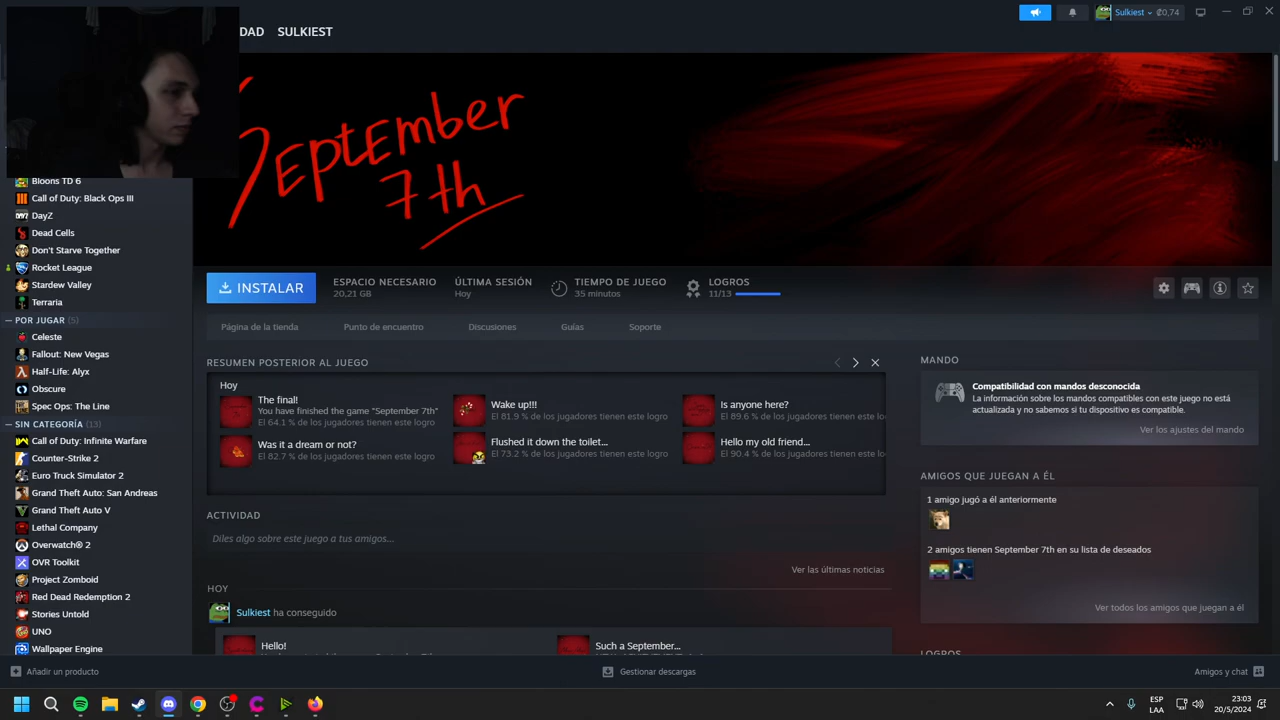 DAD SULKIEST
Sulkiest ₡0,74
September
7th
Bloons TD 6
Call of Duty: Black Ops III
DayZ
Dead Cells
Don't Starve Together
Rocket League
Stardew Valley
Terraria
POR JUGAR (5)
Celeste
Fallout: New Vegas
Half-Life: Alyx
Obscure
Spec Ops: The Line
SIN CATEGORÍA (13)
Call of Duty: Infinite Warfare
Counter-Strike 2
Euro Truck Simulator 2
Grand Theft Auto: San Andreas
Grand Theft Auto V
Lethal Company
Overwatch® 2
OVR Toolkit
Project Zomboid
Red Dead Redemption 2
Stories Untold
UNO
Wallpaper Engine
INSTALAR
ESPACIO NECESARIO
20,21 GB
ÚLTIMA SESIÓN
Hoy
TIEMPO DE JUEGO
35 minutos
LOGROS
11/13
Página de la tienda Punto de encuentro Discusiones Guías Soporte
RESUMEN POSTERIOR AL JUEGO
Hoy
The final!
You have finished the game "September 7th"
El 64.1 % de los jugadores tienen este logro
Wake up!!!
El 81.9 % de los jugadores tienen este logro
Is anyone here?
El 89.6 % de los jugadores tienen este lo
Was it a dream or not?
El 82.7 % de los jugadores tienen este logro
Flushed it down the toilet...
El 73.2 % de los jugadores tienen este logro
Hello my old friend...
El 90.4 % de los jugadores tienen este lo
ACTIVIDAD
Diles algo sobre este juego a tus amigos...
Ver las últimas noticias
HOY
Sulkiest ha conseguido
Hello!
Such a September...
MANDO
Compatibilidad con mandos desconocida
La información sobre los mandos compatibles con este juego no está
actualizada y no sabemos si tu dispositivo es compatible.
Ver los ajustes del mando
AMIGOS QUE JUEGAN A ÉL
1 amigo jugó a él anteriormente
2 amigos tienen September 7th en su lista de deseados
Ver todos los amigos que juegan a él
LOGROS
Añadir un producto
Gestionar descargas
Amigos y chat
ESP
LAA
23:03
20/5/2024